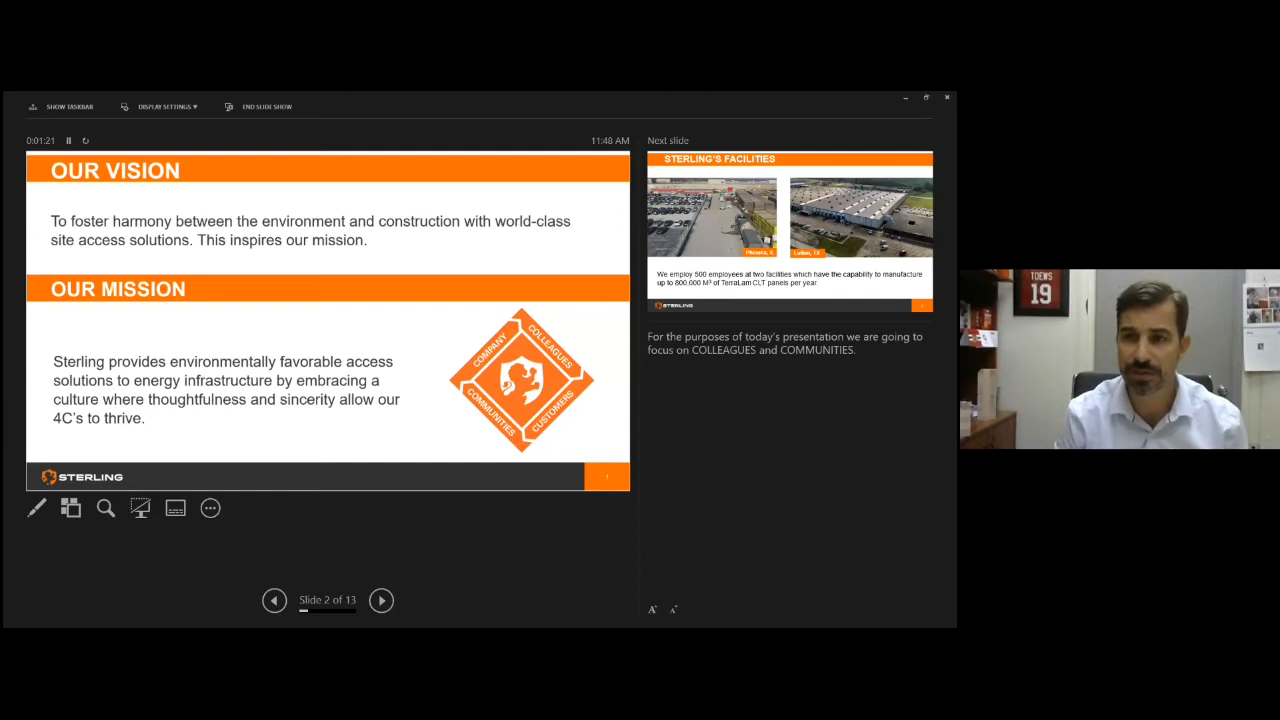 SHOW TASKBAR
DISPLAY SETTINGS
END SLIDE SHOW
0:01:21
11:48 AM
OUR VISION
To foster harmony between the environment and construction with world-class
site access solutions. This inspires our mission.
OUR MISSION
Sterling provides environmentally favorable access
solutions to energy infrastructure by embracing a
culture where thoughtfulness and sincerity allow our
4C's to thrive.
COMPANY
COLLEAGUES
COMMUNITIES
CUSTOMERS
STERLING
1
Slide 2 of 13
Next slide
STERLING'S FACILITIES
Phoenix, IL
Lufkin, TX
We employ 500 employees at two facilities which have the capability to manufacture
up to 800,000 M³ of TerraLam CLT panels per year.
STERLING
For the purposes of today's presentation we are going to
focus on COLLEAGUES and COMMUNITIES.
A
A
TOEWS
19